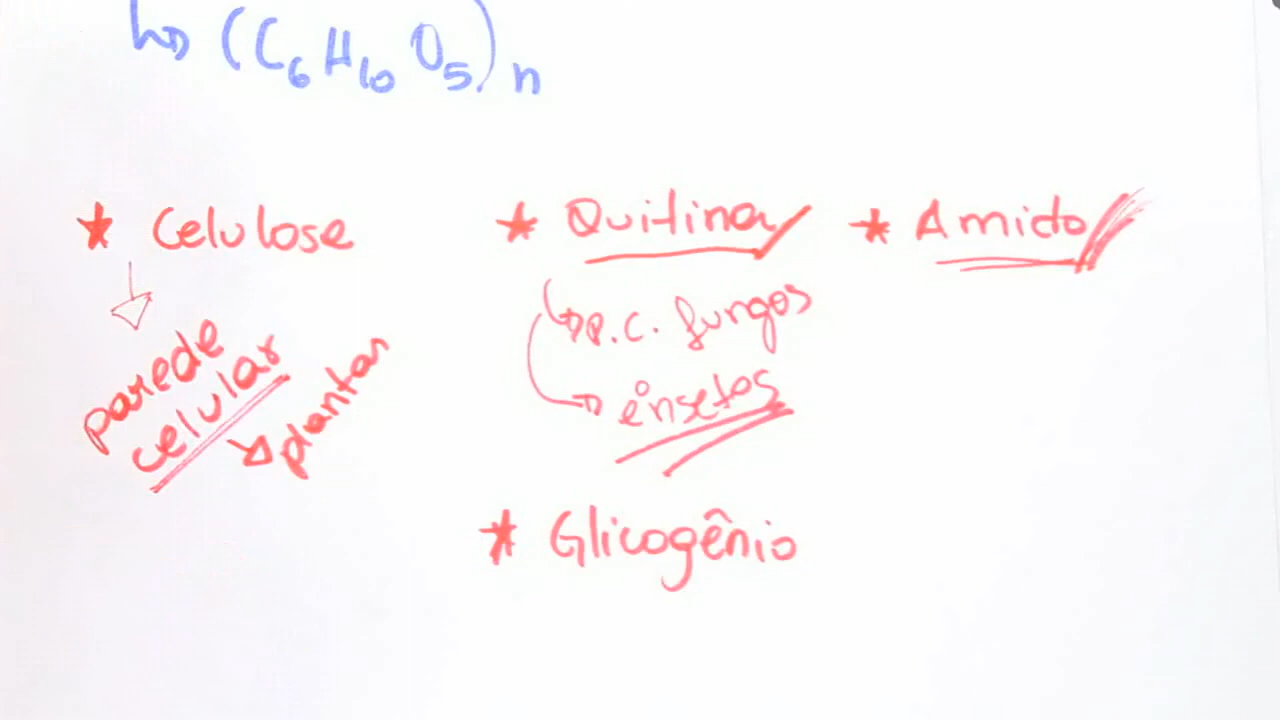 (C6H10O5)n
★ Celulose
★ Quitina
★ Amido
parede
celular
plantas
P.C. fungos
insetos
★ Glicogênio